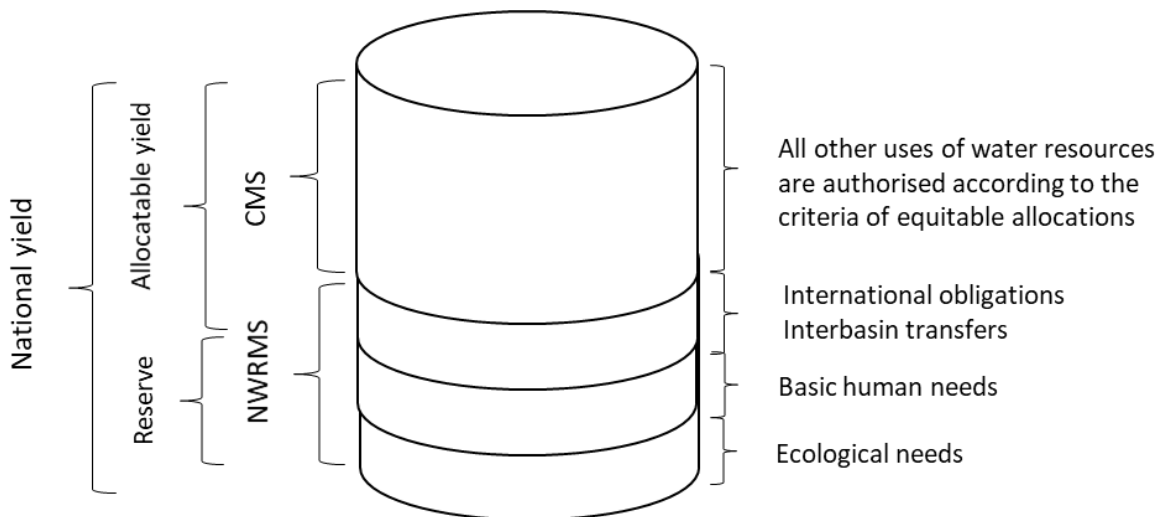 National yield
Allocatable yield
Reserve
CMS
NWRMS
All other uses of water resources
are authorised according to the
criteria of equitable allocations
International obligations
Interbasin transfers
Basic human needs
Ecological needs